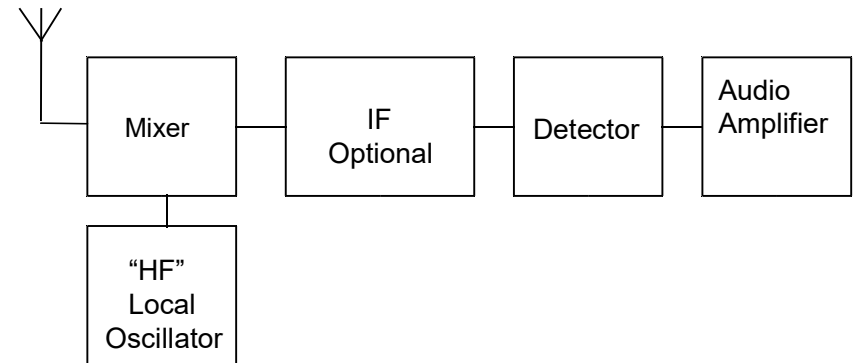 Mixer
IF
Optional
Detector
Audio
Amplifier
“HF”
Local
Oscillator